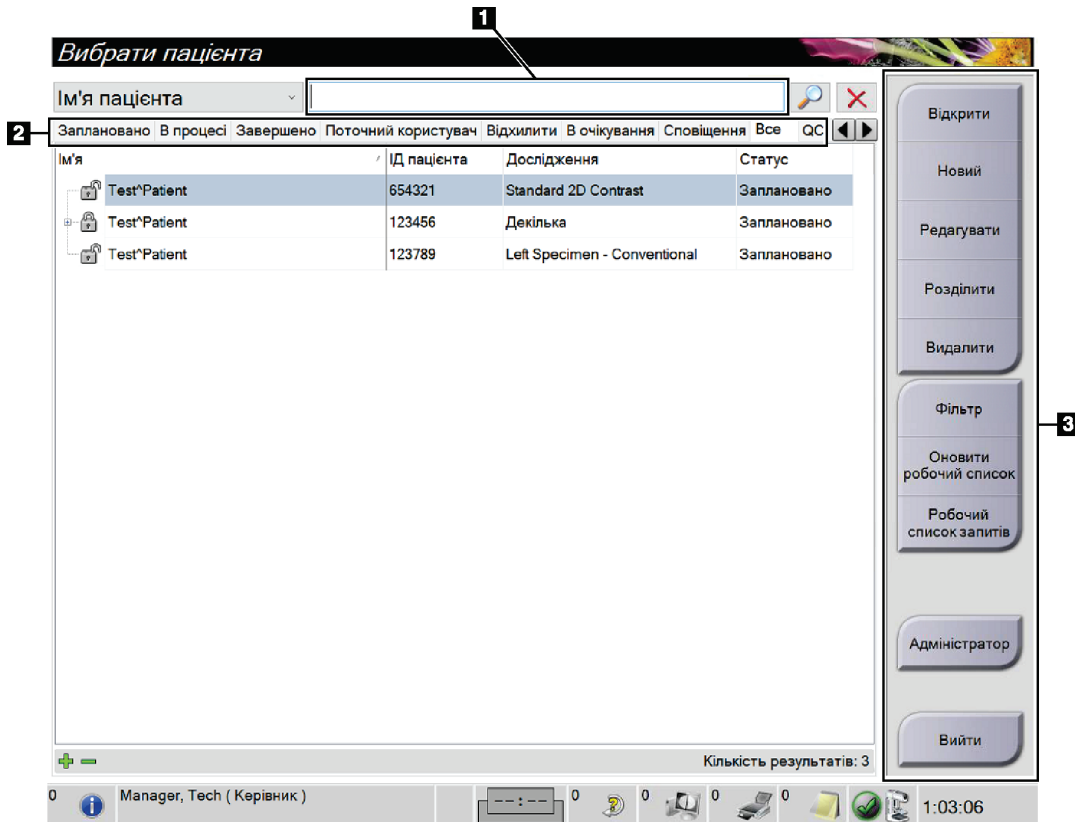 1
Вибрати пацієнта
Ім'я пацієнта
2
Заплановано В процесі Завершено Поточний користувач Відхилити В очікування Сповіщення Все QC
Ім'я ІД пацієнта Дослідження Статус
Test^Patient 654321 Standard 2D Contrast Заплановано
Test^Patient 123456 Декілька Заплановано
Test^Patient 123789 Left Specimen - Conventional Заплановано
Відкрити
Новий
Редагувати
Розділити
Видалити
Фільтр
3
Оновити
робочий список
Робочий
список запитів
Адміністратор
Вийти
Кількість результатів: 3
0 Manager, Tech ( Керівник ) --:-- 0 0 0 0 1:03:06